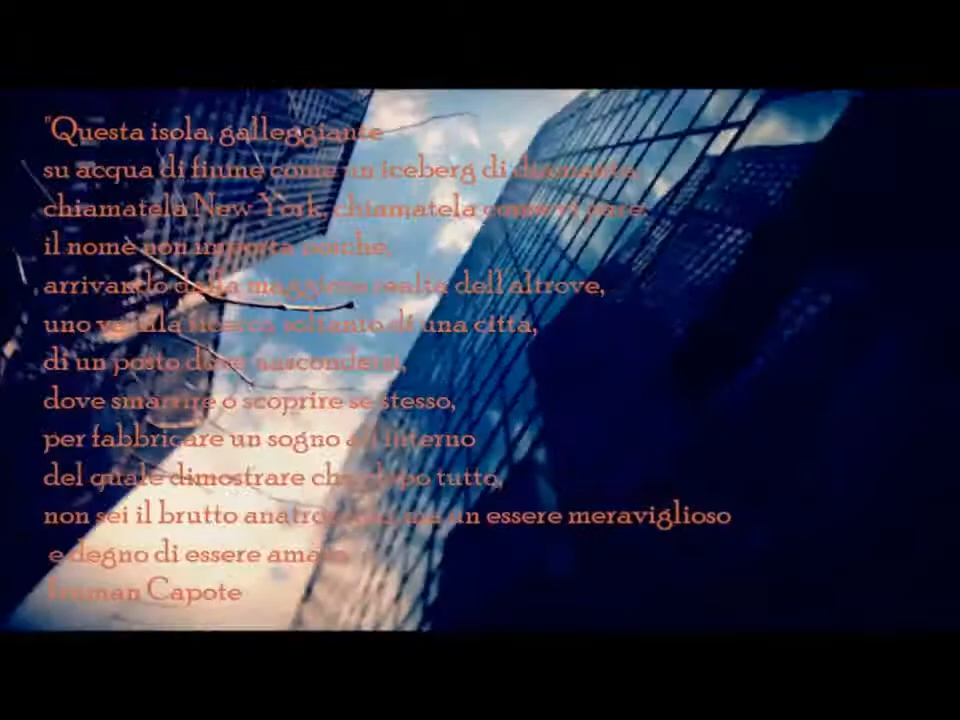 "Questa isola, galleggiante
su acqua di fiume come un iceberg di diamante,
chiamatela New York, chiamatela come vi pare:
il nome non importa poiche,
arrivando dalla maggiore realta dell'altrove,
uno va alla ricerca soltanto di una citta,
di un posto dove nascondersi,
dove smarrire o scoprire se stesso,
per fabbricare un sogno all'interno
del quale dimostrare che, dopo tutto,
non sei il brutto anatroccolo, ma un essere meraviglioso
e degno di essere amato
Truman Capote